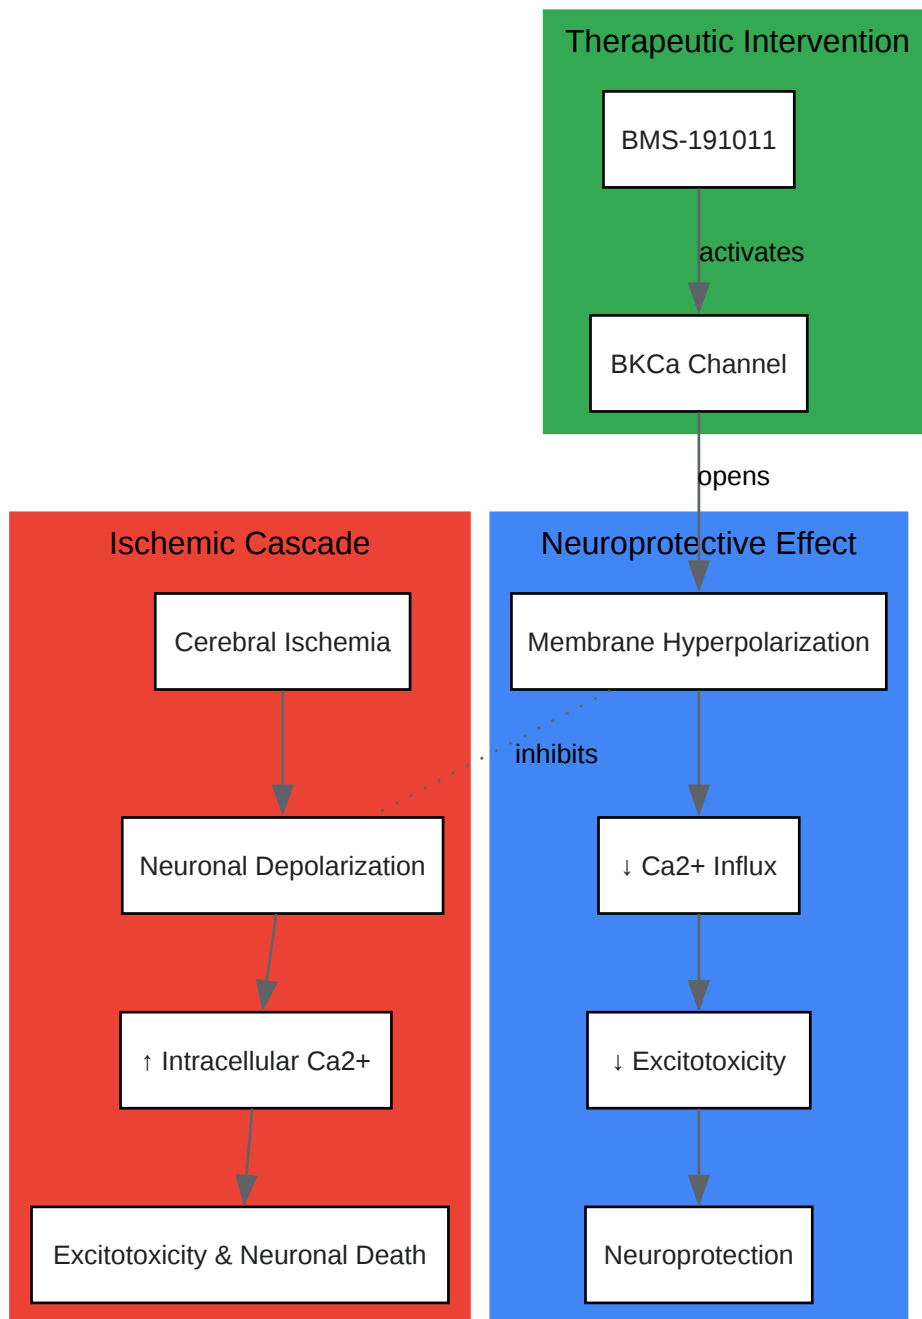 Therapeutic Intervention
BMS-191011
activates
BKCa Channel
opens
Ischemic Cascade
Cerebral Ischemia
Neuronal Depolarization
↑ Intracellular Ca2+
Excitotoxicity & Neuronal Death
Neuroprotective Effect
Membrane Hyperpolarization
inhibits
↓ Ca2+ Influx
↓ Excitotoxicity
Neuroprotection